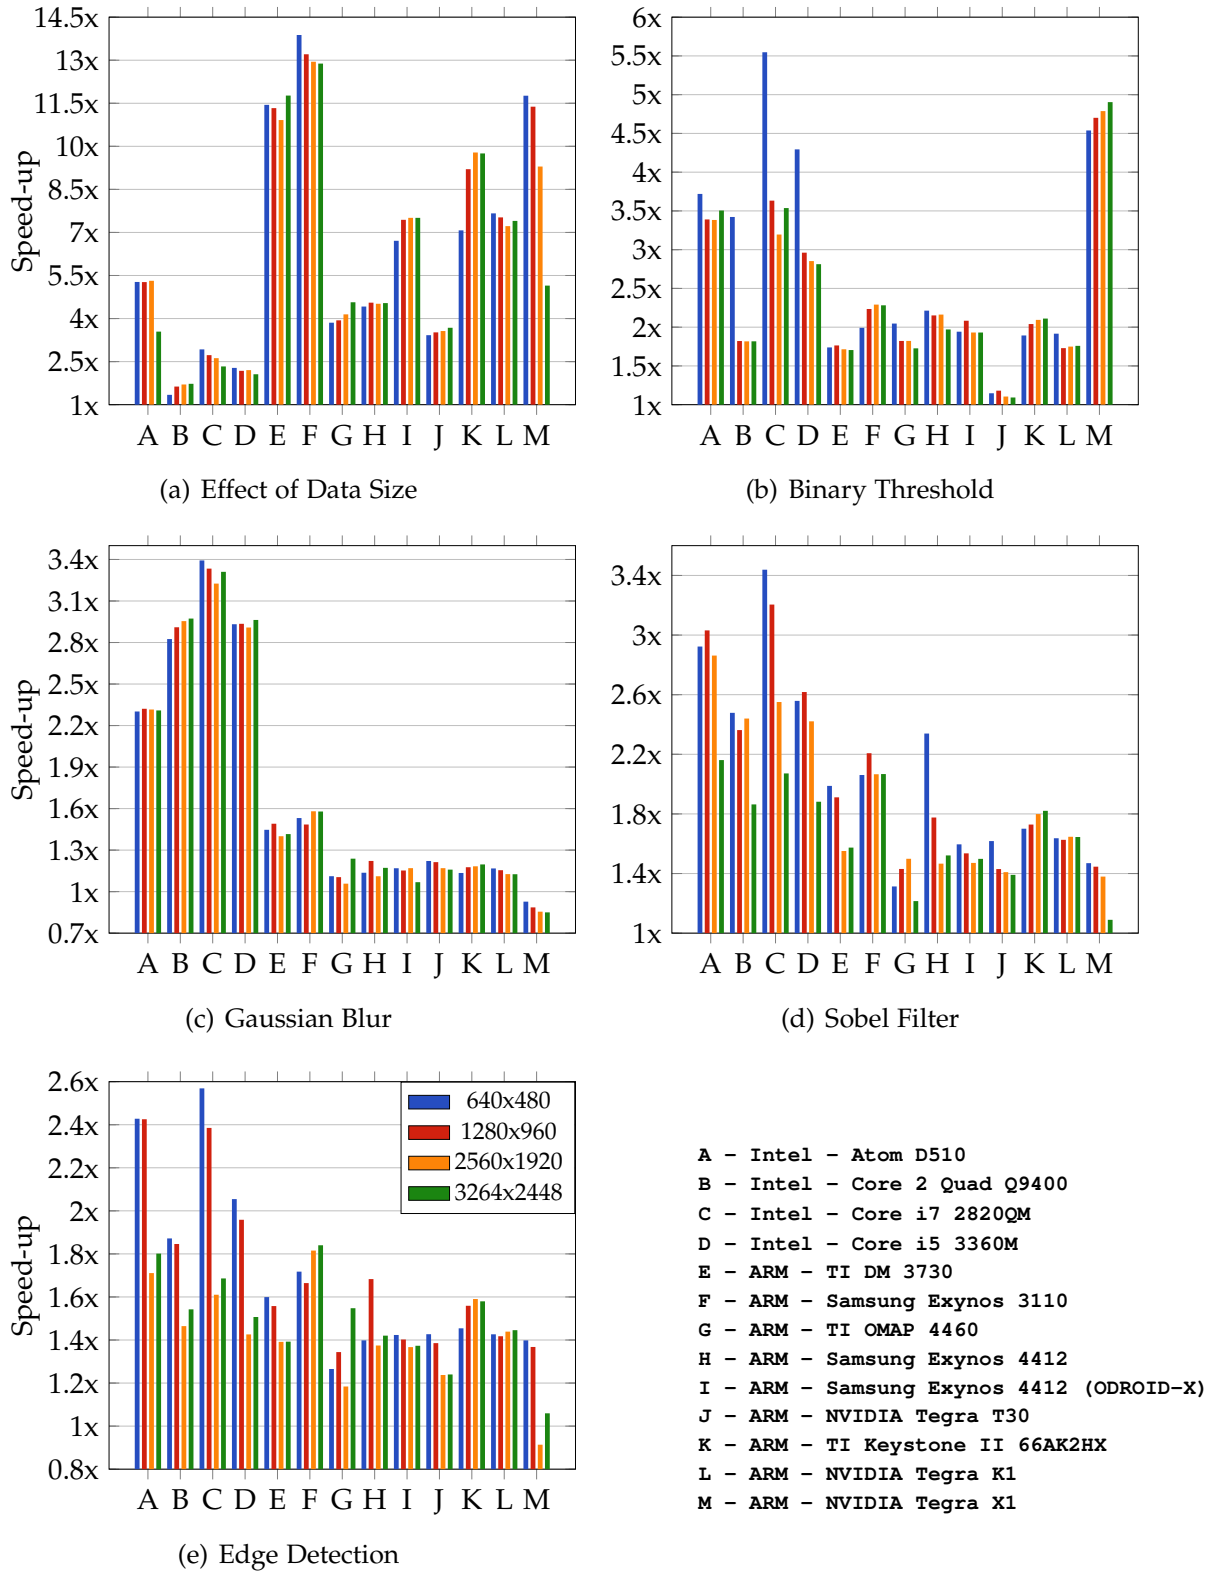 14.5x
13x
11.5x
10x
8.5x
7x
5.5x
4x
2.5x
1x
Speed-up
A B C D E F G H I J K L M
(a) Effect of Data Size
6x
5.5x
5x
4.5x
4x
3.5x
3x
2.5x
2x
1.5x
1x
A B C D E F G H I J K L M
(b) Binary Threshold
3.4x
3.1x
2.8x
2.5x
2.2x
1.9x
1.6x
1.3x
1x
0.7x
Speed-up
A B C D E F G H I J K L M
(c) Gaussian Blur
3.4x
3x
2.6x
2.2x
1.8x
1.4x
1x
A B C D E F G H I J K L M
(d) Sobel Filter
2.6x
2.4x
2.2x
2x
1.8x
1.6x
1.4x
1.2x
1x
0.8x
Speed-up
640x480
1280x960
2560x1920
3264x2448
A B C D E F G H I J K L M
(e) Edge Detection
A – Intel – Atom D510
B – Intel – Core 2 Quad Q9400
C – Intel – Core i7 2820QM
D – Intel – Core i5 3360M
E – ARM – TI DM 3730
F – ARM – Samsung Exynos 3110
G – ARM – TI OMAP 4460
H – ARM – Samsung Exynos 4412
I – ARM – Samsung Exynos 4412 (ODROID–X)
J – ARM – NVIDIA Tegra T30
K – ARM – TI Keystone II 66AK2HX
L – ARM – NVIDIA Tegra K1
M – ARM – NVIDIA Tegra X1